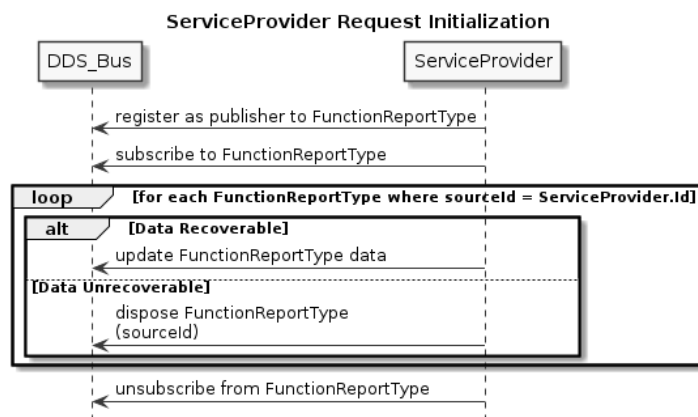 ServiceProvider Request Initialization
DDS_Bus
ServiceProvider
register as publisher to FunctionReportType
subscribe to FunctionReportType
loop
[for each FunctionReportType where sourceId = ServiceProvider.Id]
alt
[Data Recoverable]
update FunctionReportType data
[Data Unrecoverable]
dispose FunctionReportType
(sourceId)
unsubscribe from FunctionReportType